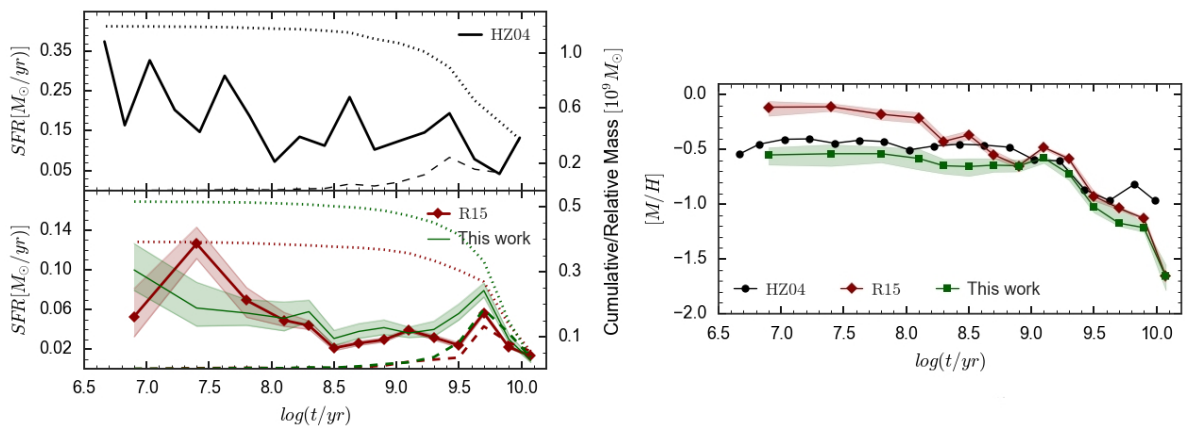 0.35
0.25
0.15
0.05
SFR[M⊙/yr)]
HZ04
1.0
0.6
0.2
0.14
0.10
0.06
0.02
SFR[M⊙/yr)]
R15
This work
0.5
0.3
0.1
Cumulative/Relative Mass [10⁹ M⊙]
6.5 7.0 7.5 8.0 8.5 9.0 9.5 10.0
log(t/yr)
0.0
−0.5
−1.0
−1.5
−2.0
[M/H]
HZ04 R15 This work
6.5 7.0 7.5 8.0 8.5 9.0 9.5 10.0
log(t/yr)